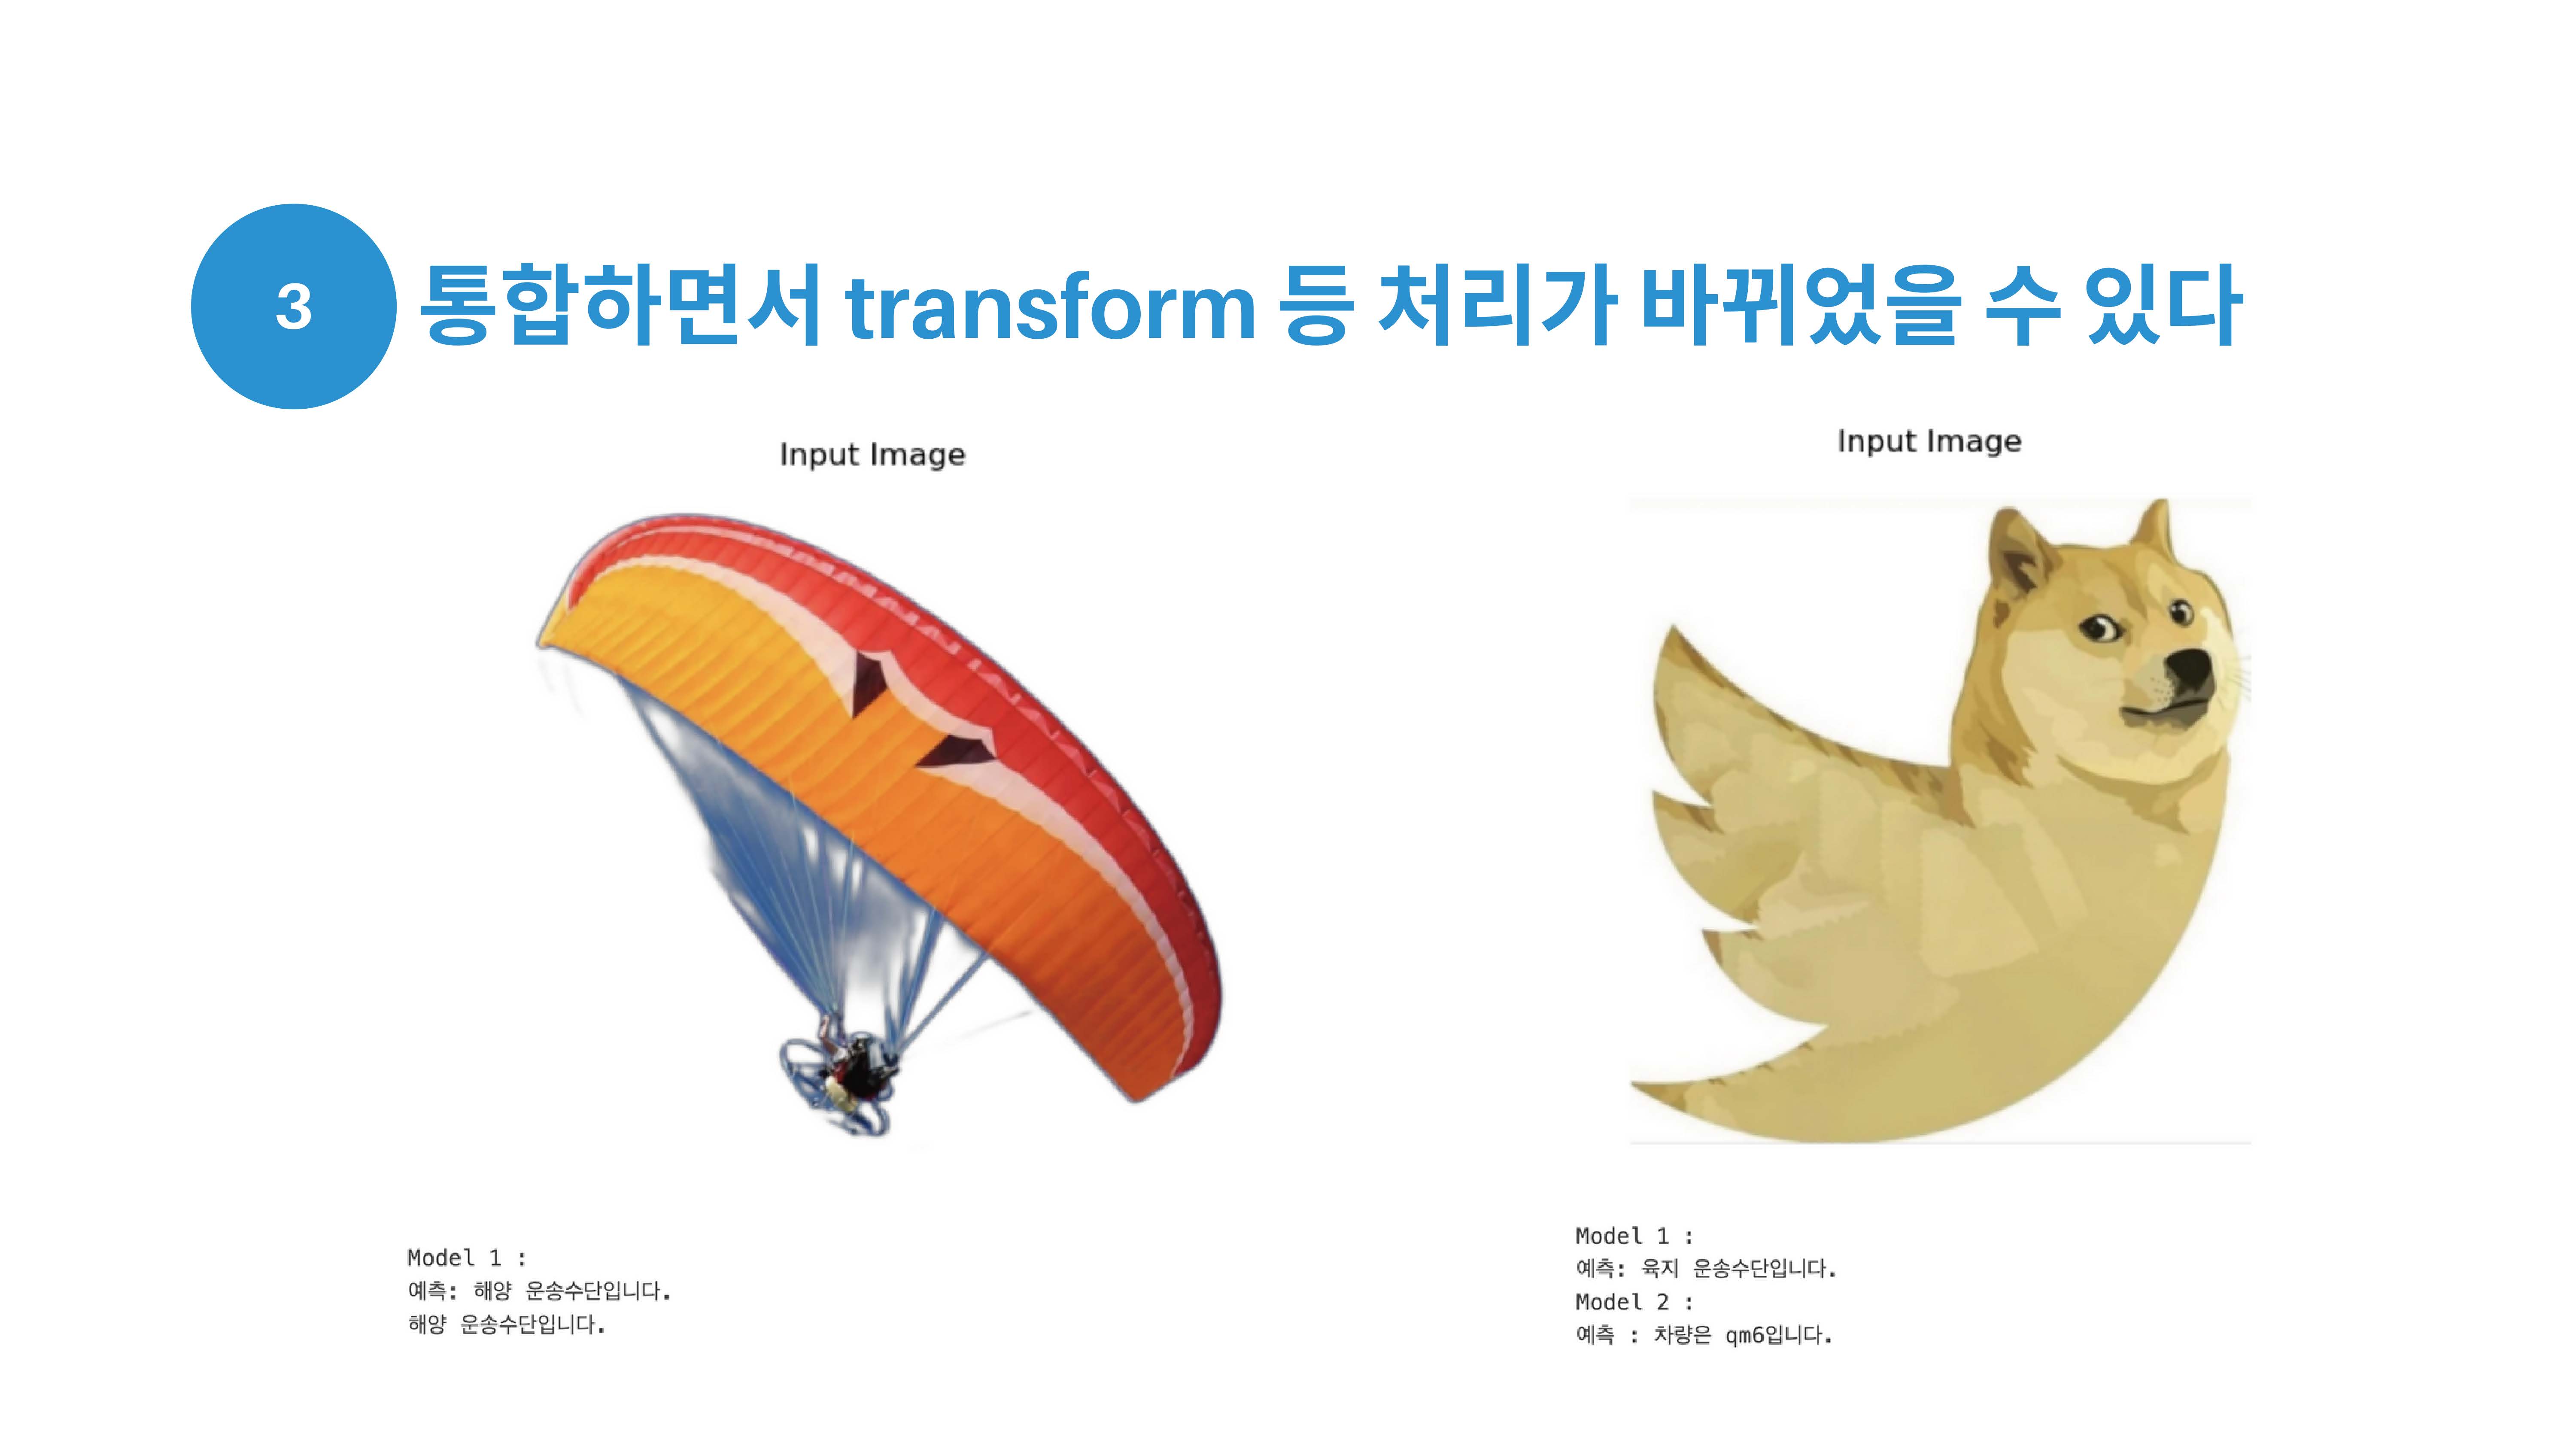 3
통합하면서 transform 등 처리가 바뀌었을 수 있다
Input Image
Model 1 :
예측: 해양 운송수단입니다.
해양 운송수단입니다.
Input Image
Model 1 :
예측: 육지 운송수단입니다.
Model 2 :
예측 : 차량은 qm6입니다.